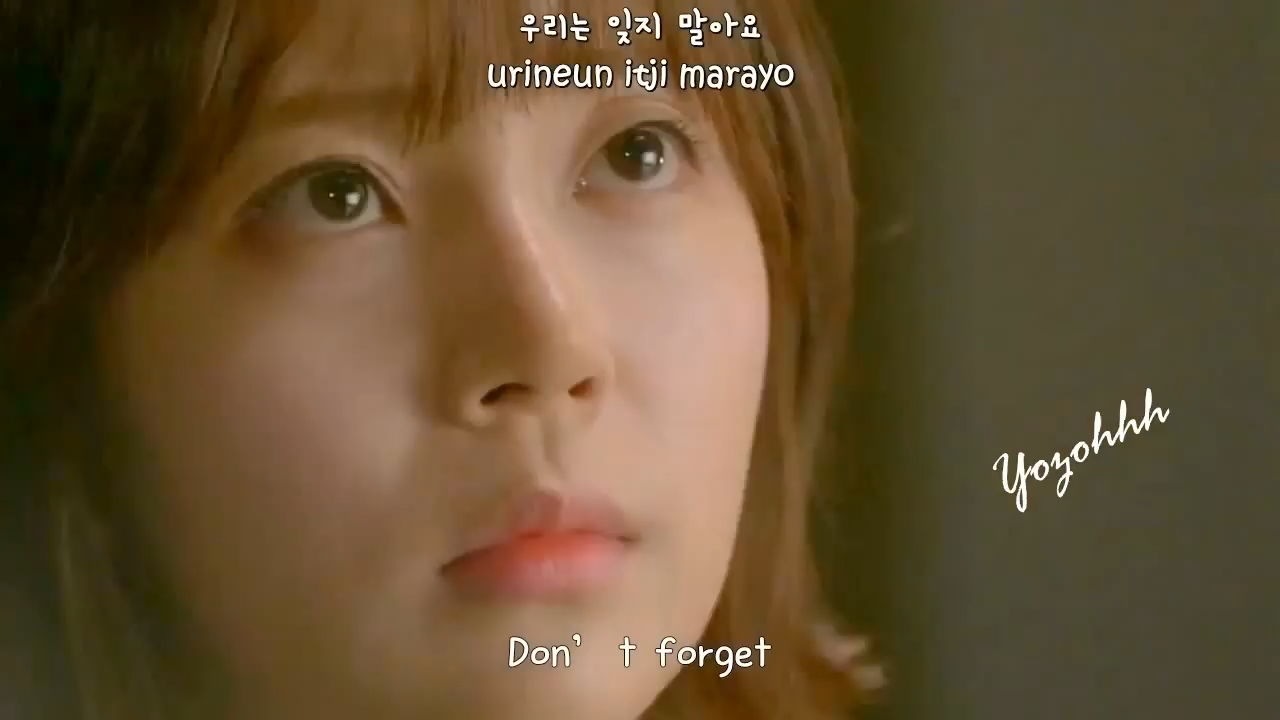 우리는 잊지 말아요
urineun itji marayo
Yozohhh
Don’t forget